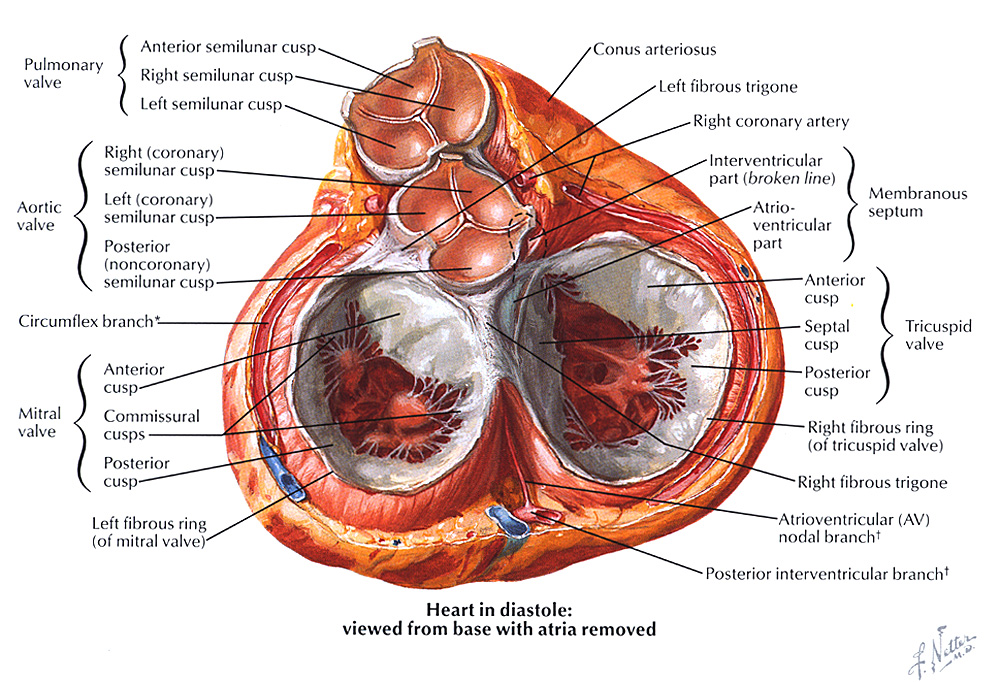 Pulmonary
valve
Anterior semilunar cusp
Right semilunar cusp
Left semilunar cusp
Aortic
valve
Right (coronary)
semilunar cusp
Left (coronary)
semilunar cusp
Posterior
(noncoronary)
semilunar cusp
Circumflex branch*
Mitral
valve
Anterior
cusp
Commissural
cusps
Posterior
cusp
Left fibrous ring
(of mitral valve)
Conus arteriosus
Left fibrous trigone
Right coronary artery
Interventricular
part (broken line)
Atrio-
ventricular
part
Membranous
septum
Anterior
cusp
Septal
cusp
Posterior
cusp
Tricuspid
valve
Right fibrous ring
(of tricuspid valve)
Right fibrous trigone
Atrioventricular (AV)
nodal branch†
Posterior interventricular branch†
Heart in diastole:
viewed from base with atria removed
F. Netter
M.D.